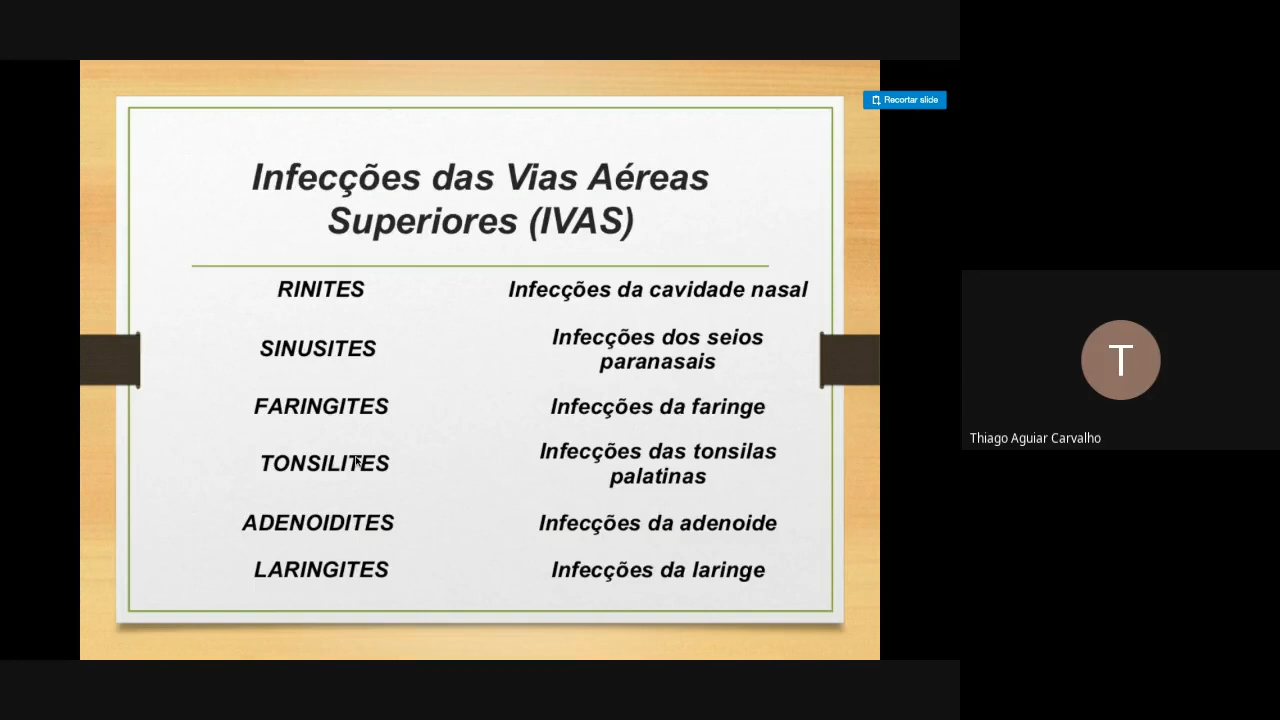 Recortar slide
Infecções das Vias Aéreas
Superiores (IVAS)
RINITES
Infecções da cavidade nasal
SINUSITES
Infecções dos seios
paranasais
FARINGITES
Infecções da faringe
TONSILITES
Infecções das tonsilas
palatinas
ADENOIDITES
Infecções da adenoide
LARINGITES
Infecções da laringe
T
Thiago Aguiar Carvalho